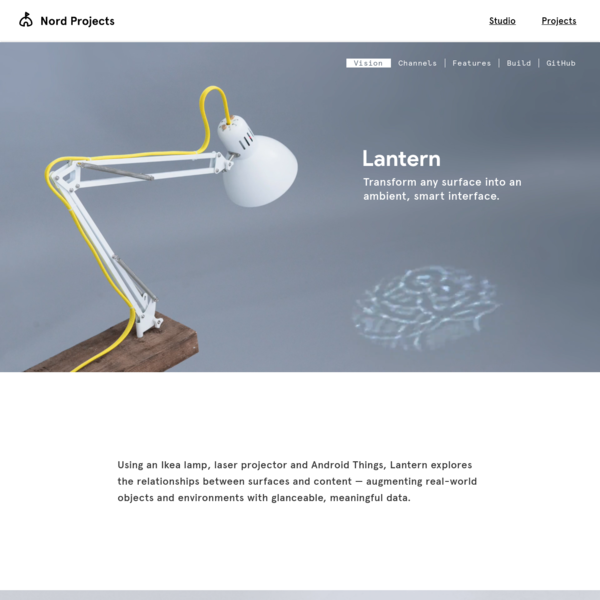 Nord Projects
Studio
Projects
Vision
Channels
Features
Build
GitHub
Lantern
Transform any surface into an
ambient, smart interface.
Using an Ikea lamp, laser projector and Android Things, Lantern explores
the relationships between surfaces and content — augmenting real-world
objects and environments with glanceable, meaningful data.